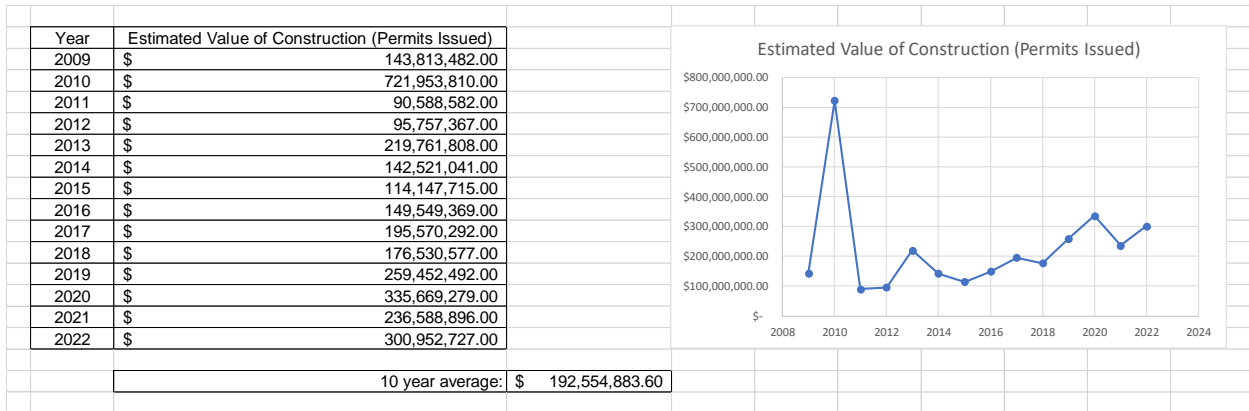 Year Estimated Value of Construction (Permits Issued)
2009 $ 143,813,482.00
2010 $ 721,953,810.00
2011 $ 90,588,582.00
2012 $ 95,757,367.00
2013 $ 219,761,808.00
2014 $ 142,521,041.00
2015 $ 114,147,715.00
2016 $ 149,549,369.00
2017 $ 195,570,292.00
2018 $ 176,530,577.00
2019 $ 259,452,492.00
2020 $ 335,669,279.00
2021 $ 236,588,896.00
2022 $ 300,952,727.00
10 year average: $ 192,554,883.60
Estimated Value of Construction (Permits Issued)
$800,000,000.00
$700,000,000.00
$600,000,000.00
$500,000,000.00
$400,000,000.00
$300,000,000.00
$200,000,000.00
$100,000,000.00
$-
2008 2010 2012 2014 2016 2018 2020 2022 2024